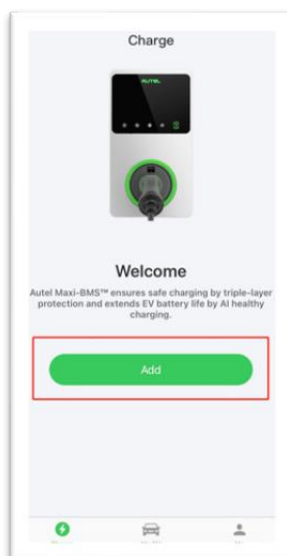 Charge
AUTEL
Welcome
Autel Maxi-BMS™ ensures safe charging by triple-layer
protection and extends EV battery life by AI healthy
charging.
Add